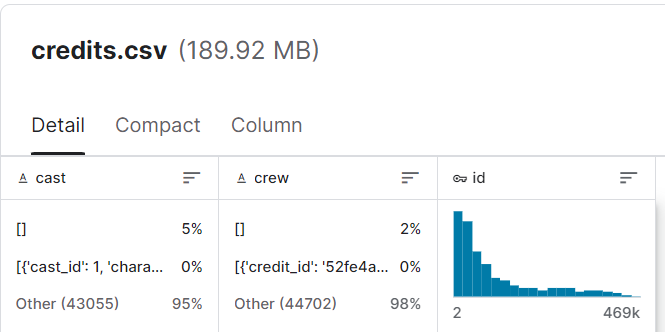 credits.csv (189.92 MB)
Detail Compact Column
A cast A crew id
[] 5% [] 2%
[{'cast_id': 1, 'chara... 0% [{'credit_id': '52fe4a... 0%
Other (43055) 95% Other (44702) 98%
2 469k